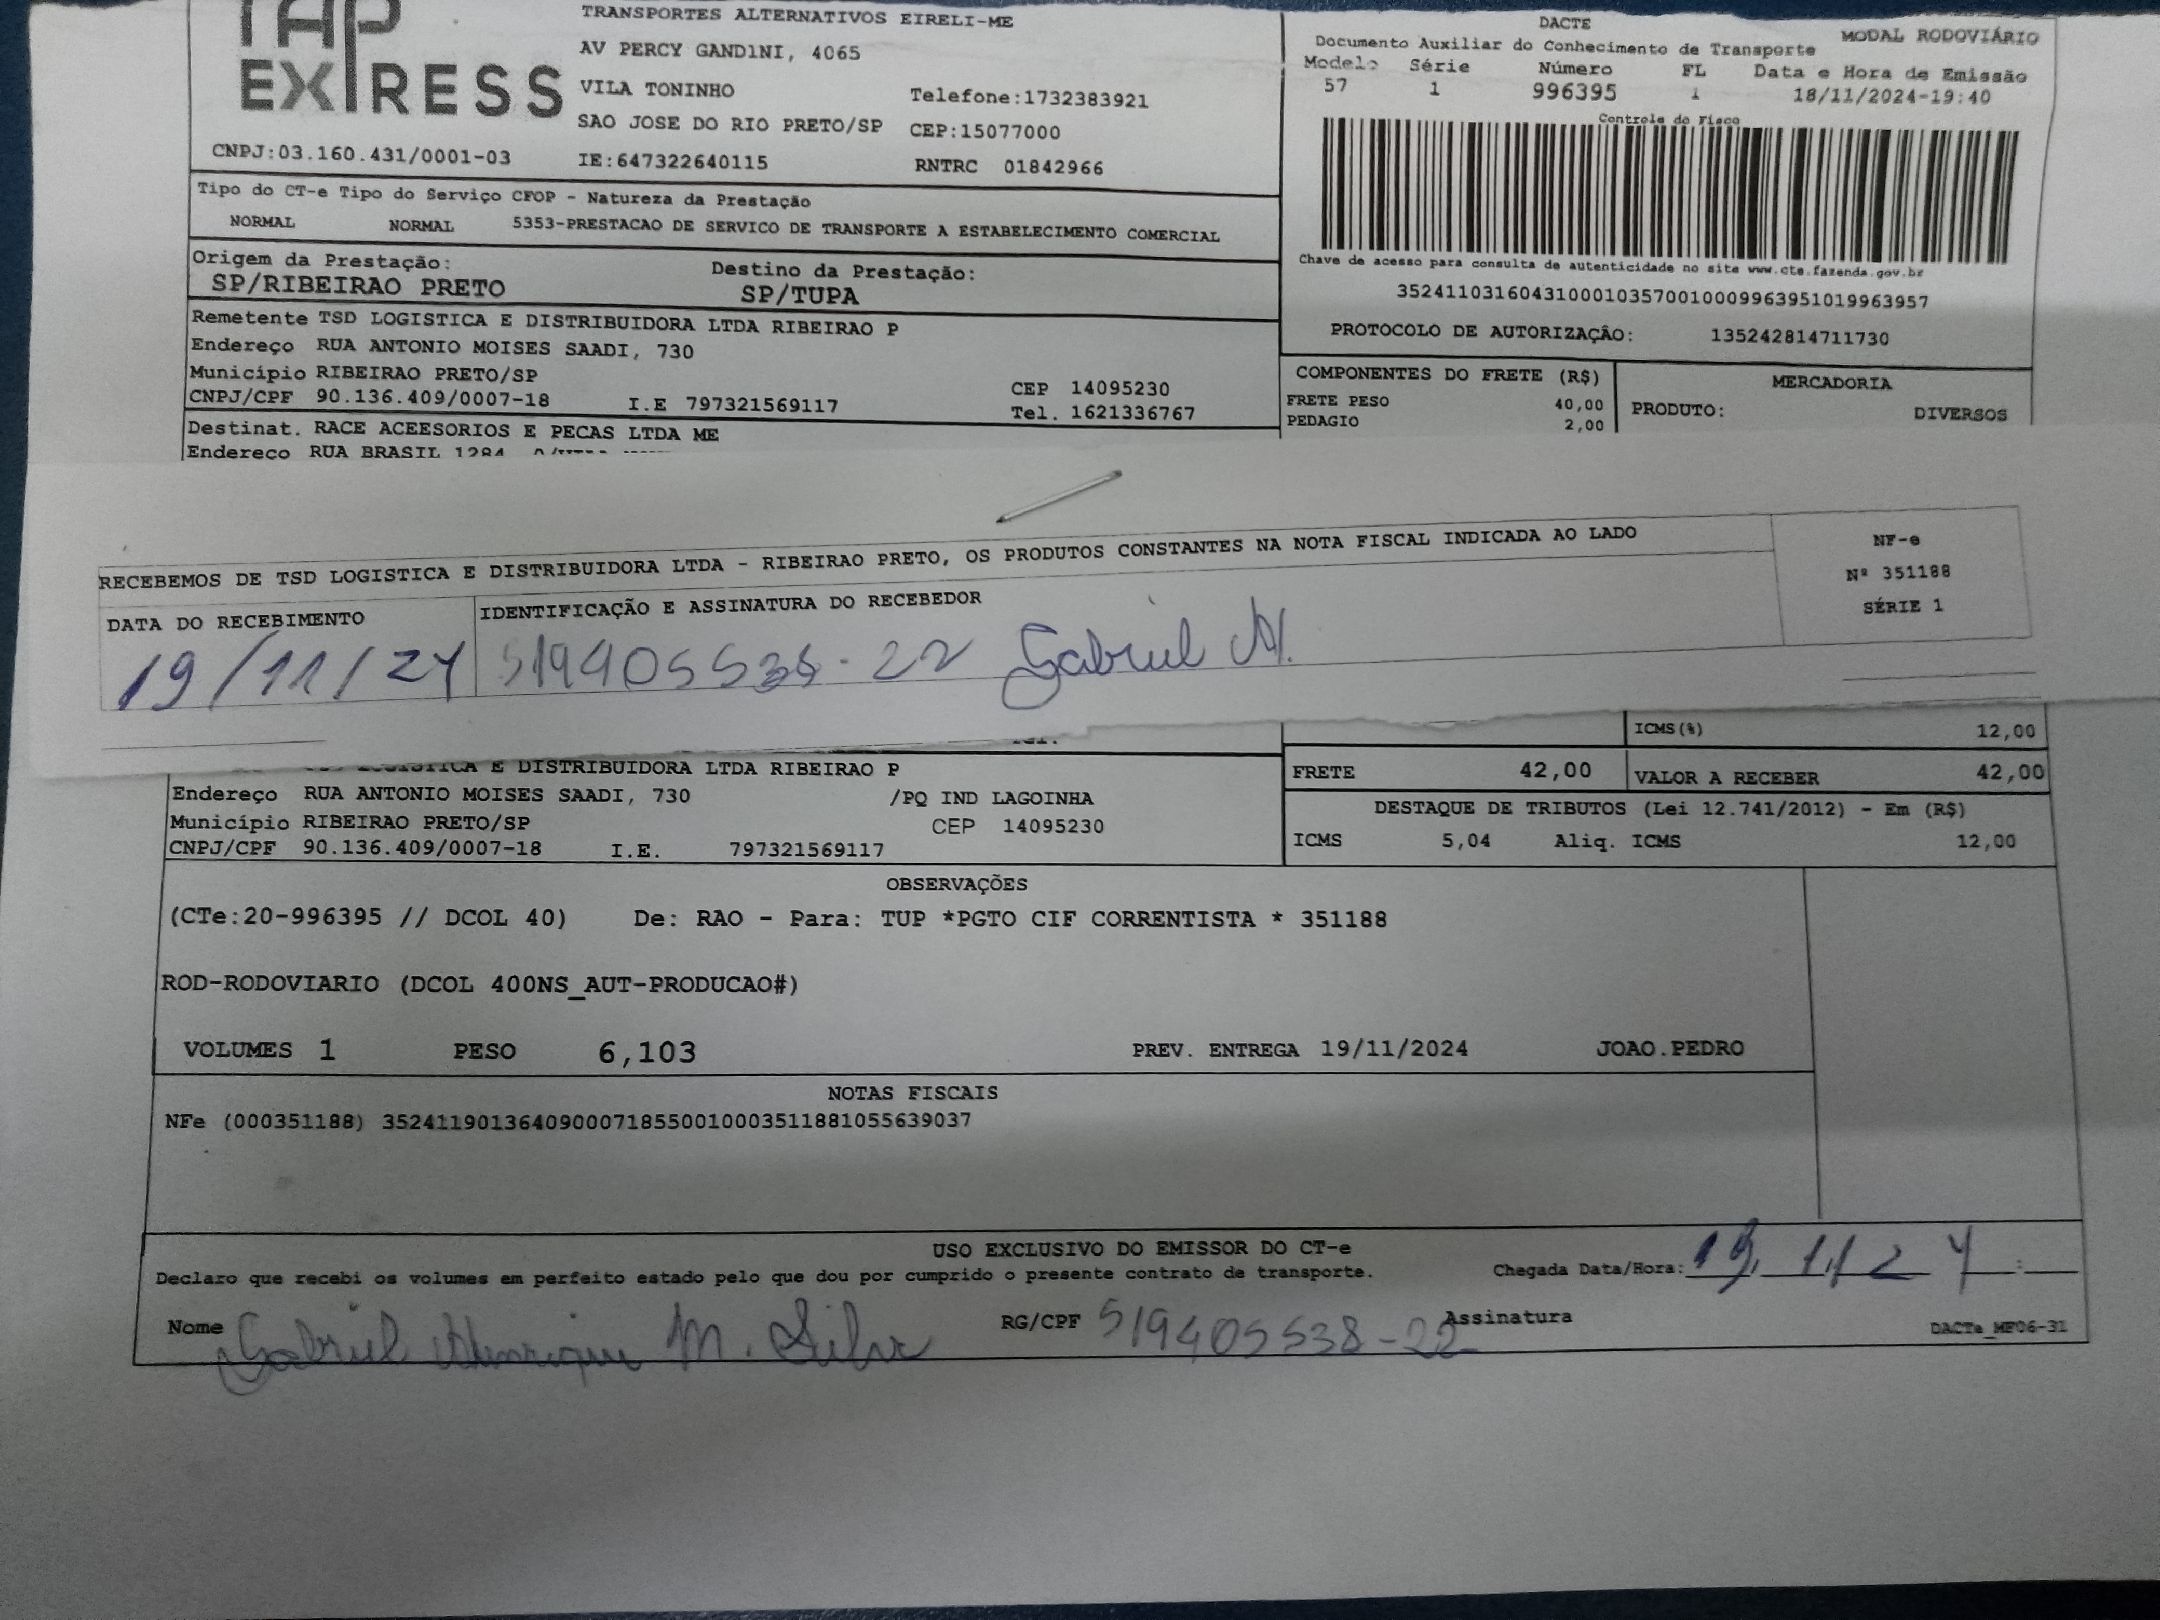 TAP
EXPRESS
TRANSPORTES ALTERNATIVOS EIRELI-ME
AV PERCY GANDINI, 4065
VILA TONINHO Telefone:1732383921
SAO JOSE DO RIO PRETO/SP CEP:15077000
CNPJ:03.160.431/0001-03 IE:647322640115 RNTRC 01842966
DACTE MODAL RODOVIÁRIO
Documento Auxiliar do Conhecimento de Transporte
Modelo Série Número FL Data e Hora de Emissão
57 1 996395 1 18/11/2024-19:40
Controle do Fisco
Chave de acesso para consulta de autenticidade no site www.cte.fazenda.gov.br
35241103160431000103570010009963951019963957
PROTOCOLO DE AUTORIZAÇÃO: 135242814711730
Tipo do CT-e Tipo do Serviço CFOP - Natureza da Prestação
NORMAL NORMAL 5353-PRESTACAO DE SERVICO DE TRANSPORTE A ESTABELECIMENTO COMERCIAL
Origem da Prestação: Destino da Prestação:
SP/RIBEIRAO PRETO SP/TUPA
Remetente TSD LOGISTICA E DISTRIBUIDORA LTDA RIBEIRAO P
Endereço RUA ANTONIO MOISES SAADI, 730
Município RIBEIRAO PRETO/SP CEP 14095230
CNPJ/CPF 90.136.409/0007-18 I.E 797321569117 Tel. 1621336767
COMPONENTES DO FRETE (R$) MERCADORIA
FRETE PESO 40,00 PRODUTO: DIVERSOS
PEDAGIO 2,00
Destinat. RACE ACEESORIOS E PECAS LTDA ME
Endereco RUA BRASIL 1284
RECEBEMOS DE TSD LOGISTICA E DISTRIBUIDORA LTDA - RIBEIRAO PRETO, OS PRODUTOS CONSTANTES NA NOTA FISCAL INDICADA AO LADO
NF-e
Nº 351188
SÉRIE 1
DATA DO RECEBIMENTO IDENTIFICAÇÃO E ASSINATURA DO RECEBEDOR
19/11/24 519405538-22 Gabriel M.
ICMS(%) 12,00
FRETE 42,00 VALOR A RECEBER 42,00
E DISTRIBUIDORA LTDA RIBEIRAO P
Endereço RUA ANTONIO MOISES SAADI, 730 /PQ IND LAGOINHA
Município RIBEIRAO PRETO/SP CEP 14095230
CNPJ/CPF 90.136.409/0007-18 I.E. 797321569117
DESTAQUE DE TRIBUTOS (Lei 12.741/2012) - Em (R$)
ICMS 5,04 Aliq. ICMS 12,00
OBSERVAÇÕES
(CTe:20-996395 // DCOL 40) De: RAO - Para: TUP *PGTO CIF CORRENTISTA * 351188
ROD-RODOVIARIO (DCOL 400NS_AUT-PRODUCAO#)
VOLUMES 1 PESO 6,103 PREV. ENTREGA 19/11/2024 JOAO.PEDRO
NOTAS FISCAIS
NFe (000351188) 35241190136409000718550010003511881055639037
USO EXCLUSIVO DO EMISSOR DO CT-e
Declaro que recebi os volumes em perfeito estado pelo que dou por cumprido o presente contrato de transporte. Chegada Data/Hora: 19/11/24
Nome Gabriel Henrique M. Silva RG/CPF 519405538-22 Assinatura
DACTe_MF06-31